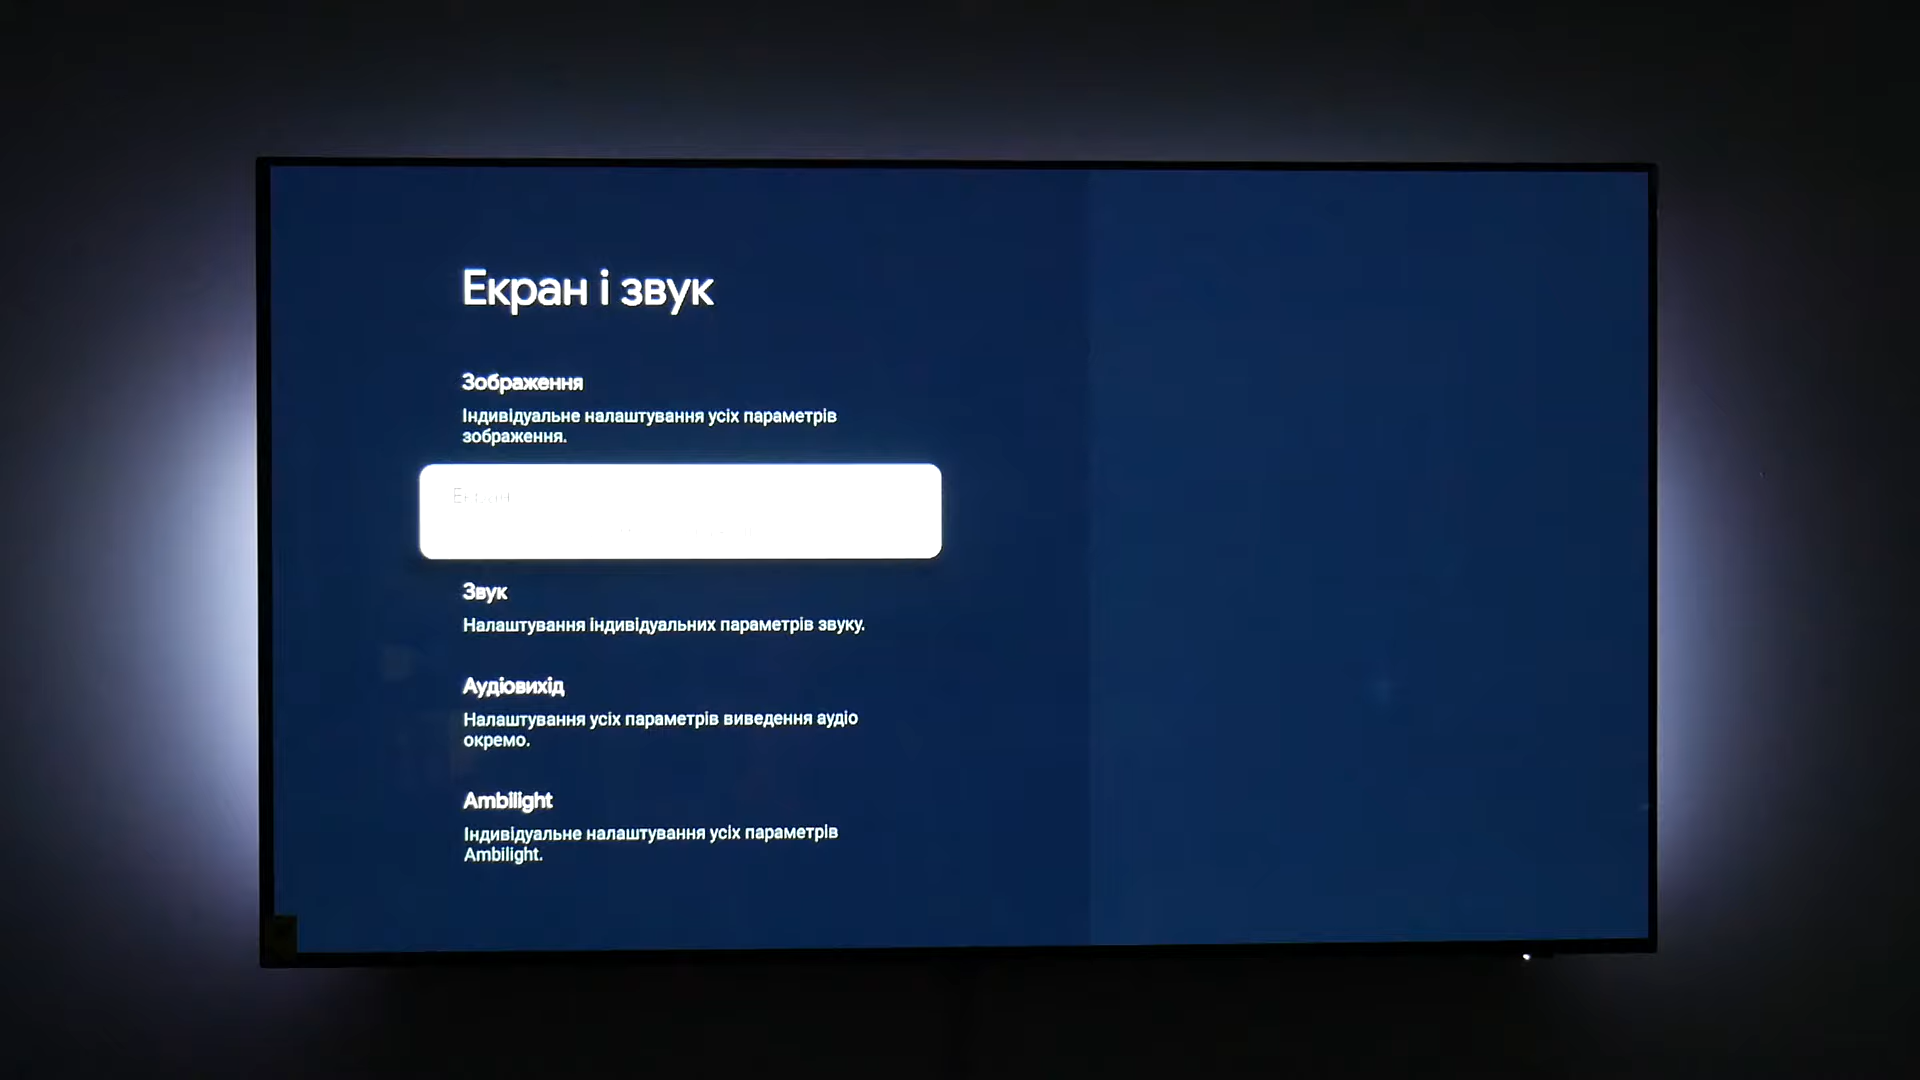 Екран і звук
Зображення
Індивідуальне налаштування усіх параметрів
зображення.
Екран
Звук
Налаштування індивідуальних параметрів звуку.
Аудіовихід
Налаштування усіх параметрів виведення аудіо
окремо.
Ambilight
Індивідуальне налаштування усіх параметрів
Ambilight.